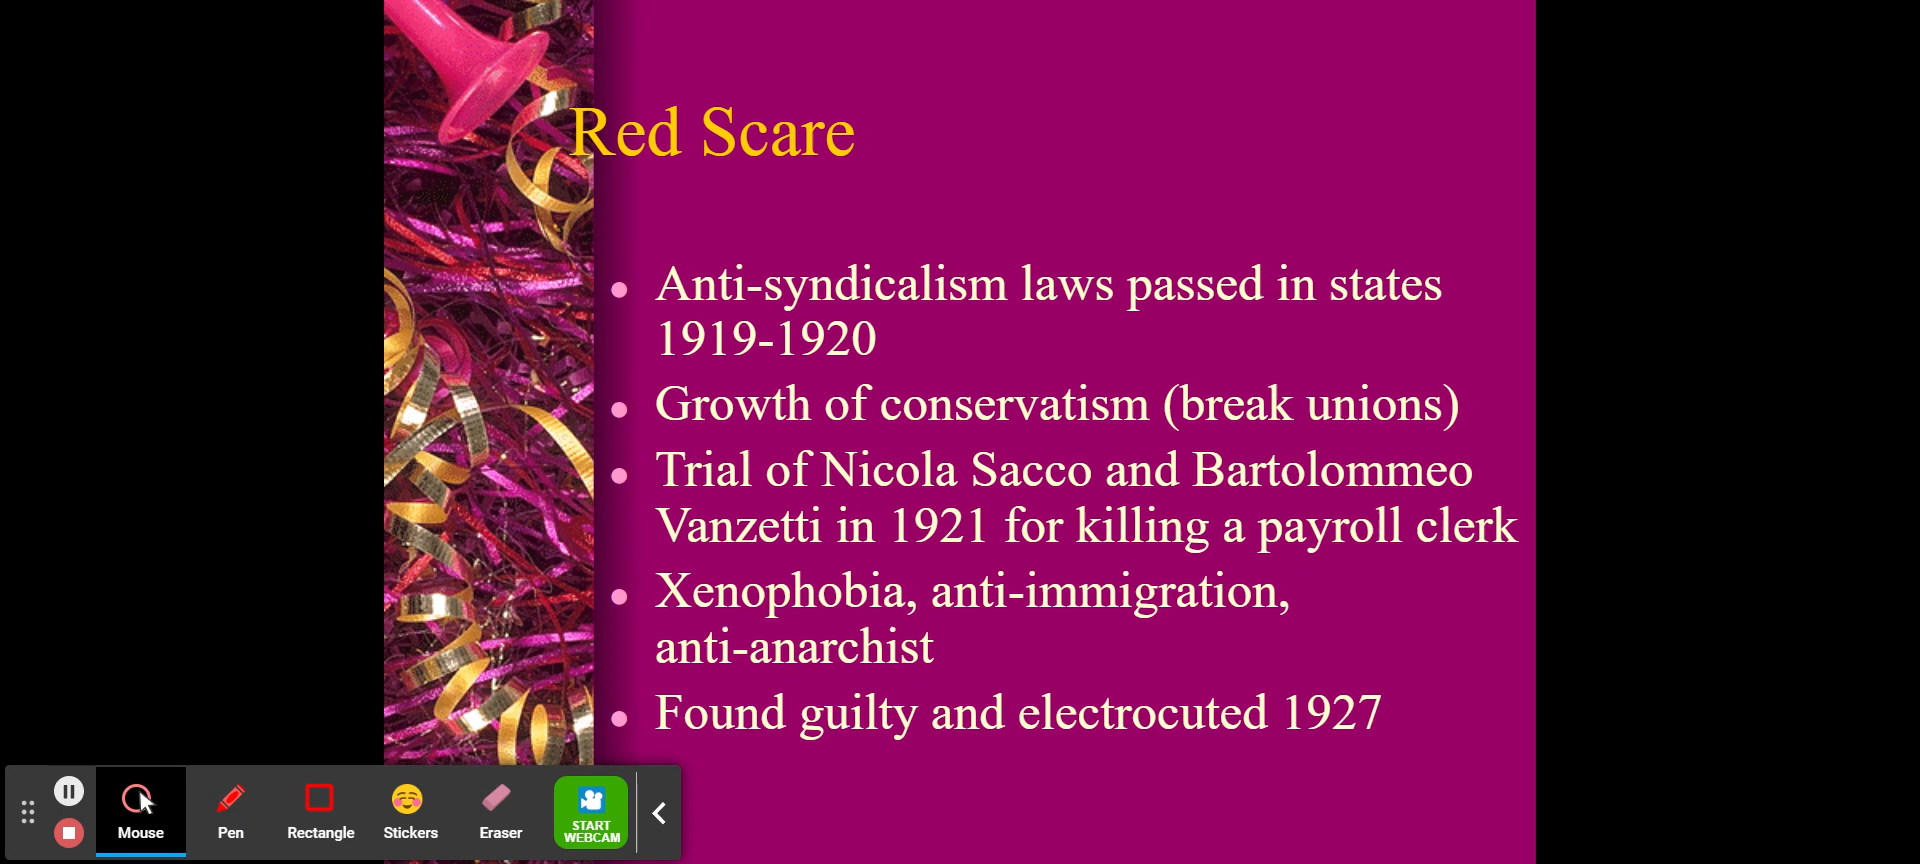 Red Scare
Anti-syndicalism laws passed in states
1919-1920
Growth of conservatism (break unions)
Trial of Nicola Sacco and Bartolommeo
Vanzetti in 1921 for killing a payroll clerk
Xenophobia, anti-immigration,
anti-anarchist
Found guilty and electrocuted 1927
Mouse
Pen
Rectangle
Stickers
Eraser
START
WEBCAM